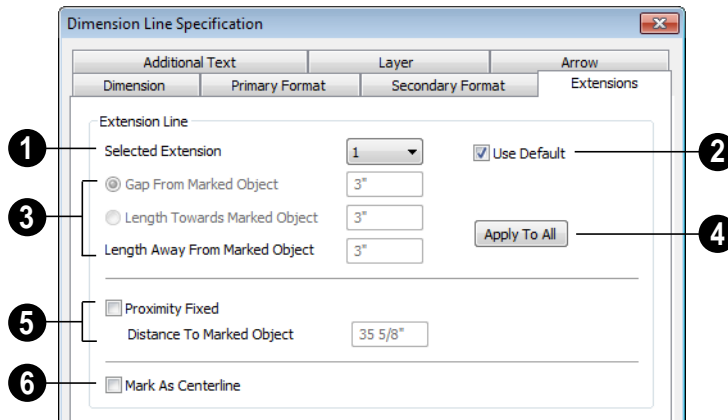 Dimension Line Specification
Additional Text Layer Arrow
Dimension Primary Format Secondary Format Extensions
Extension Line
1 Selected Extension 1 Use Default 2
3 Gap From Marked Object 3"
Length Towards Marked Object 3"
Apply To All 4
Length Away From Marked Object 3"
5 Proximity Fixed
Distance To Marked Object 35 5/8"
6 Mark As Centerline